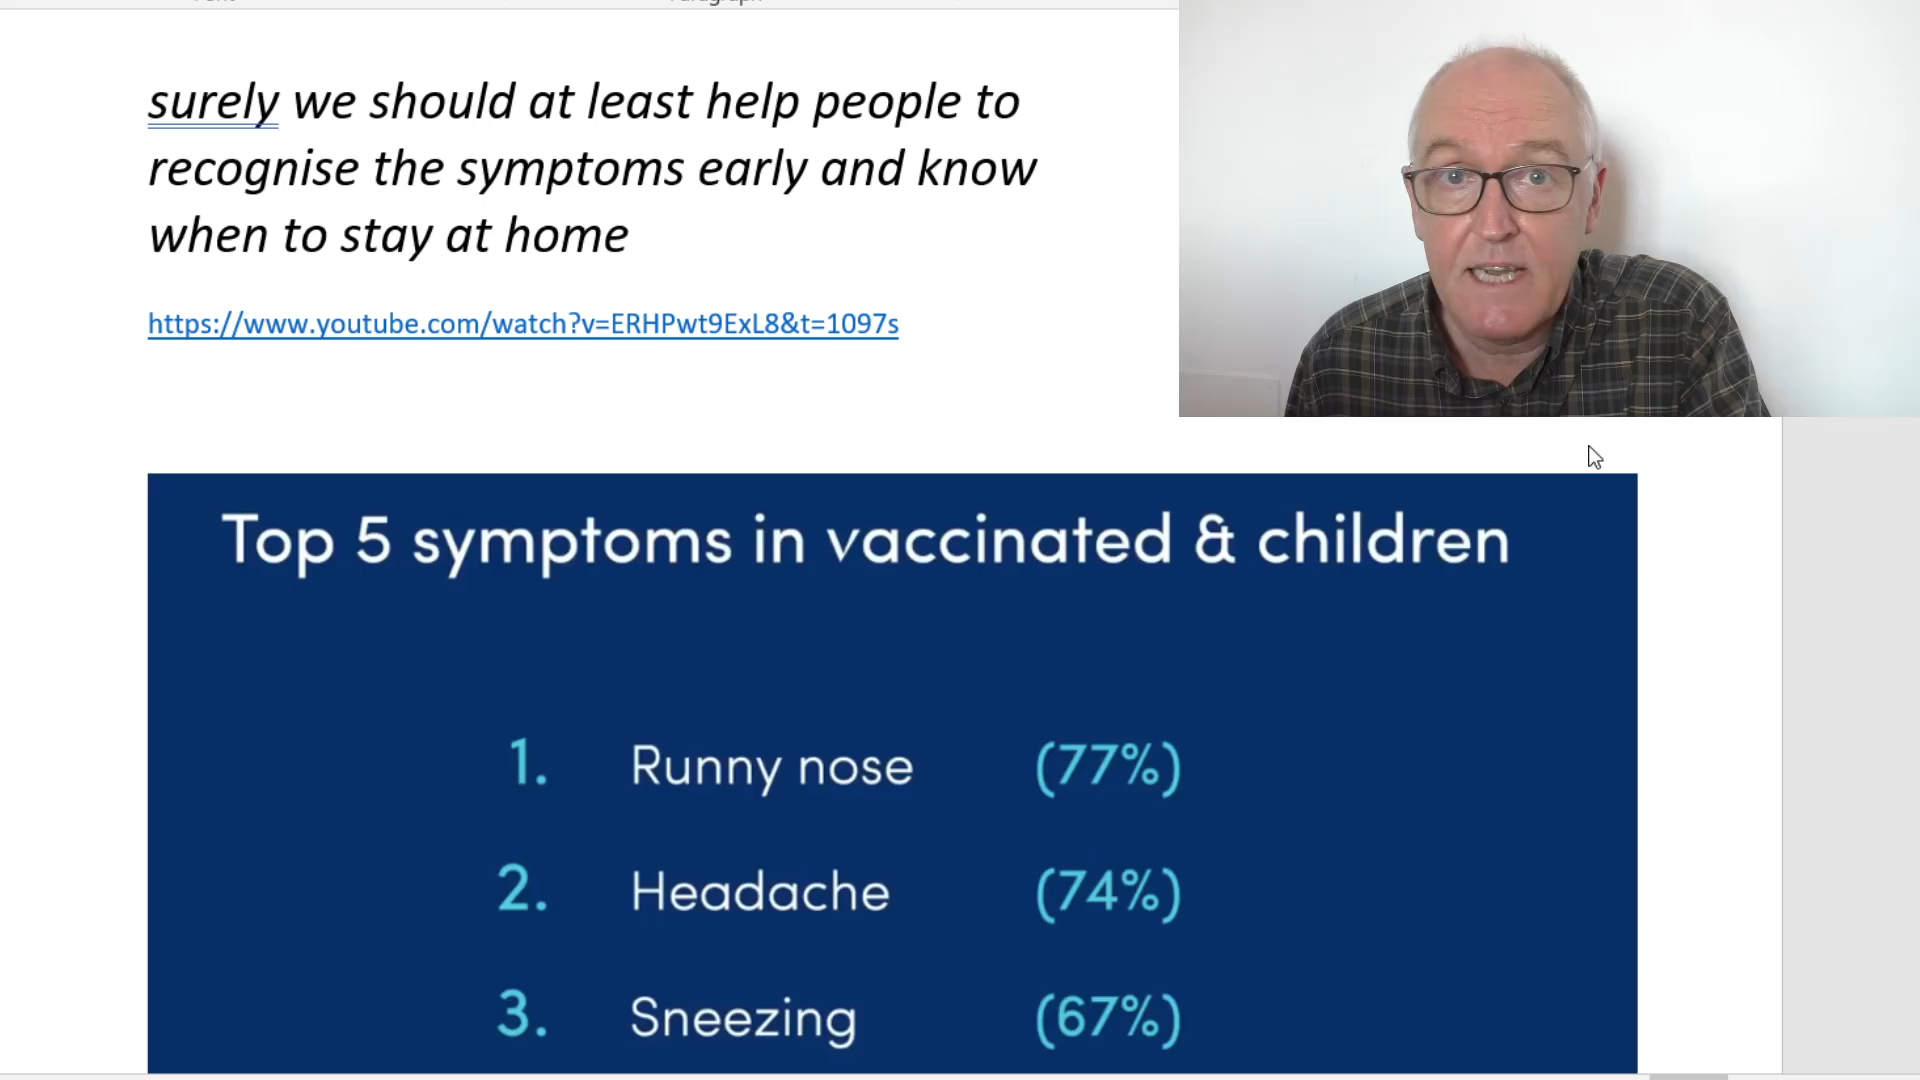 surely we should at least help people to
recognise the symptoms early and know
when to stay at home
https://www.youtube.com/watch?v=ERHPwt9ExL8&t=1097s
Top 5 symptoms in vaccinated & children
1. Runny nose (77%)
2. Headache (74%)
3. Sneezing (67%)